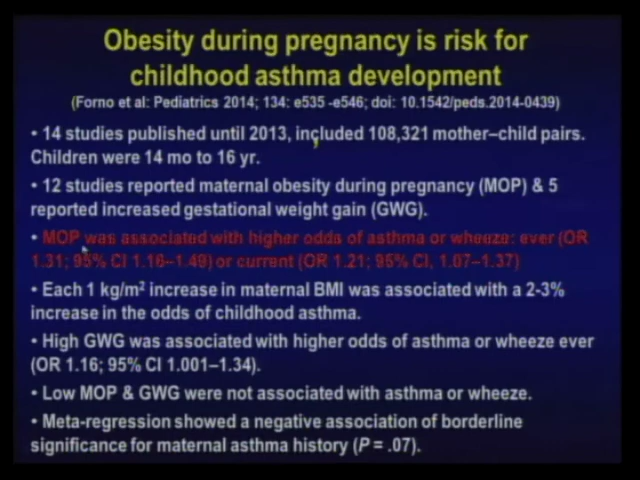 Obesity during pregnancy is risk for
childhood asthma development
(Forno et al: Pediatrics 2014; 134: e535 -e546; doi: 10.1542/peds.2014-0439)
• 14 studies published until 2013, included 108,321 mother–child pairs.
Children were 14 mo to 16 yr.
• 12 studies reported maternal obesity during pregnancy (MOP) & 5
reported increased gestational weight gain (GWG).
• MOP was associated with higher odds of asthma or wheeze: ever (OR
1.31; 95% CI 1.16–1.49) or current (OR 1.21; 95% CI, 1.07–1.37)
• Each 1 kg/m² increase in maternal BMI was associated with a 2-3%
increase in the odds of childhood asthma.
• High GWG was associated with higher odds of asthma or wheeze ever
(OR 1.16; 95% CI 1.001–1.34).
• Low MOP & GWG were not associated with asthma or wheeze.
• Meta-regression showed a negative association of borderline
significance for maternal asthma history (P = .07).